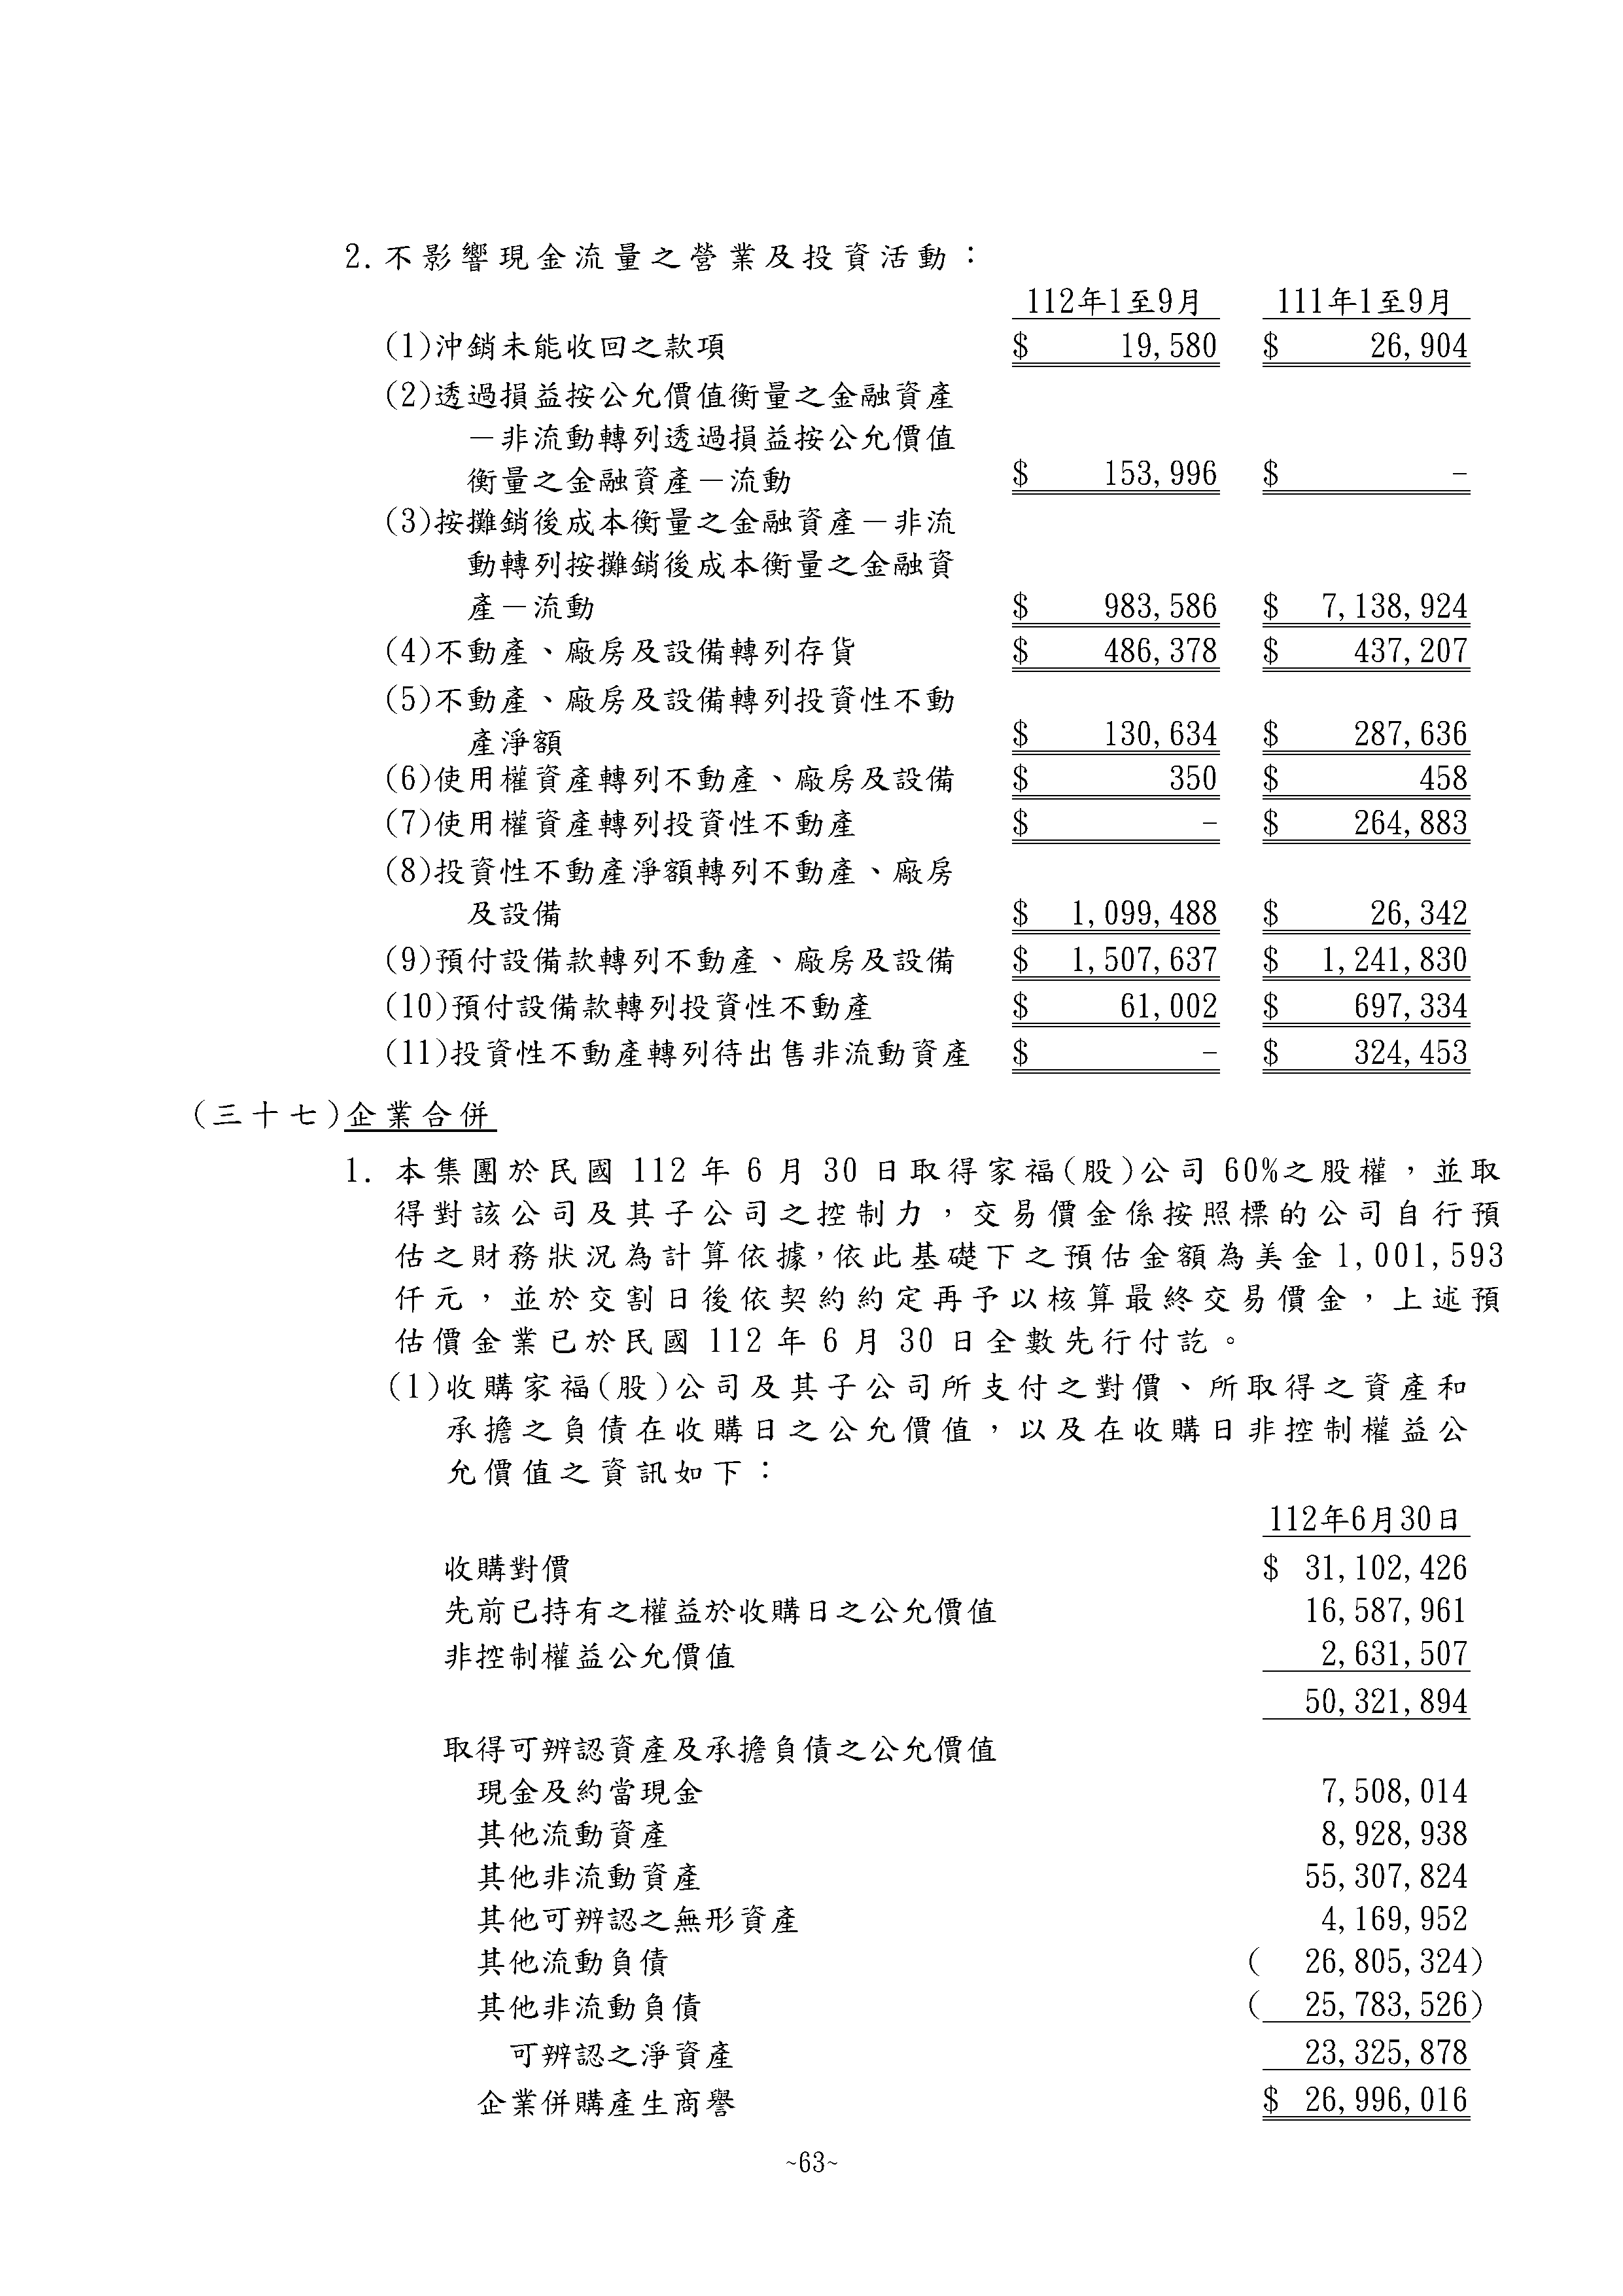 2.不影響現金流量之營業及投資活動：
112年1至9月 111年1至9月
(1)沖銷未能收回之款項 $ 19,580 $ 26,904
(2)透過損益按公允價值衡量之金融資產
－非流動轉列透過損益按公允價值
衡量之金融資產－流動 $ 153,996 $ -
(3)按攤銷後成本衡量之金融資產－非流
動轉列按攤銷後成本衡量之金融資
產－流動 $ 983,586 $ 7,138,924
(4)不動產、廠房及設備轉列存貨 $ 486,378 $ 437,207
(5)不動產、廠房及設備轉列投資性不動
產淨額 $ 130,634 $ 287,636
(6)使用權資產轉列不動產、廠房及設備 $ 350 $ 458
(7)使用權資產轉列投資性不動產 $ - $ 264,883
(8)投資性不動產淨額轉列不動產、廠房
及設備 $ 1,099,488 $ 26,342
(9)預付設備款轉列不動產、廠房及設備 $ 1,507,637 $ 1,241,830
(10)預付設備款轉列投資性不動產 $ 61,002 $ 697,334
(11)投資性不動產轉列待出售非流動資產 $ - $ 324,453
(三十七)企業合併
1. 本集團於民國 112 年 6 月 30 日取得家福(股)公司 60%之股權，並取
得對該公司及其子公司之控制力，交易價金係按照標的公司自行預
估之財務狀況為計算依據，依此基礎下之預估金額為美金 1,001,593
仟元，並於交割日後依契約約定再予以核算最終交易價金，上述預
估價金業已於民國 112 年 6 月 30 日全數先行付訖。
(1)收購家福(股)公司及其子公司所支付之對價、所取得之資產和
承擔之負債在收購日之公允價值，以及在收購日非控制權益公
允價值之資訊如下：
112年6月30日
收購對價 $ 31,102,426
先前已持有之權益於收購日之公允價值 16,587,961
非控制權益公允價值 2,631,507
50,321,894
取得可辨認資產及承擔負債之公允價值
現金及約當現金 7,508,014
其他流動資產 8,928,938
其他非流動資產 55,307,824
其他可辨認之無形資產 4,169,952
其他流動負債 ( 26,805,324)
其他非流動負債 ( 25,783,526)
可辨認之淨資產 23,325,878
企業併購產生商譽 $ 26,996,016
~63~